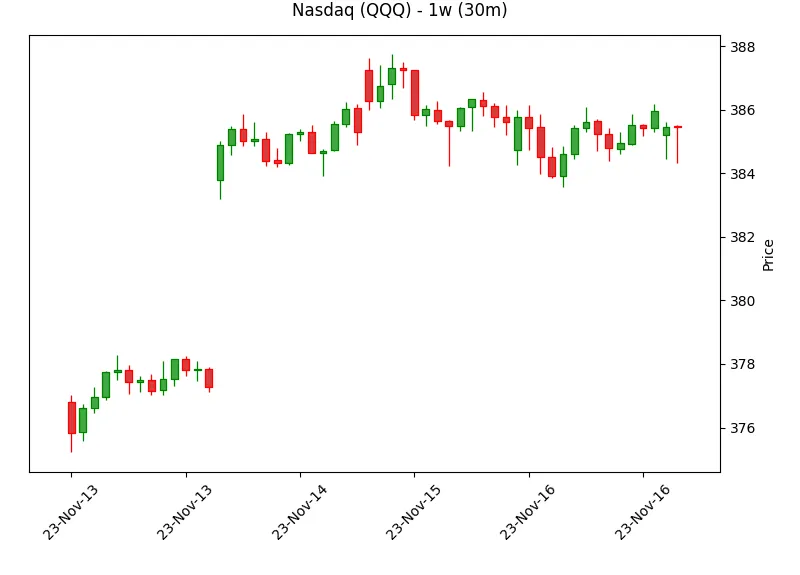 Nasdaq (QQQ) - 1w (30m)
388
386
384
382
380
378
376
Price
23-Nov-13
23-Nov-13
23-Nov-14
23-Nov-15
23-Nov-16
23-Nov-16